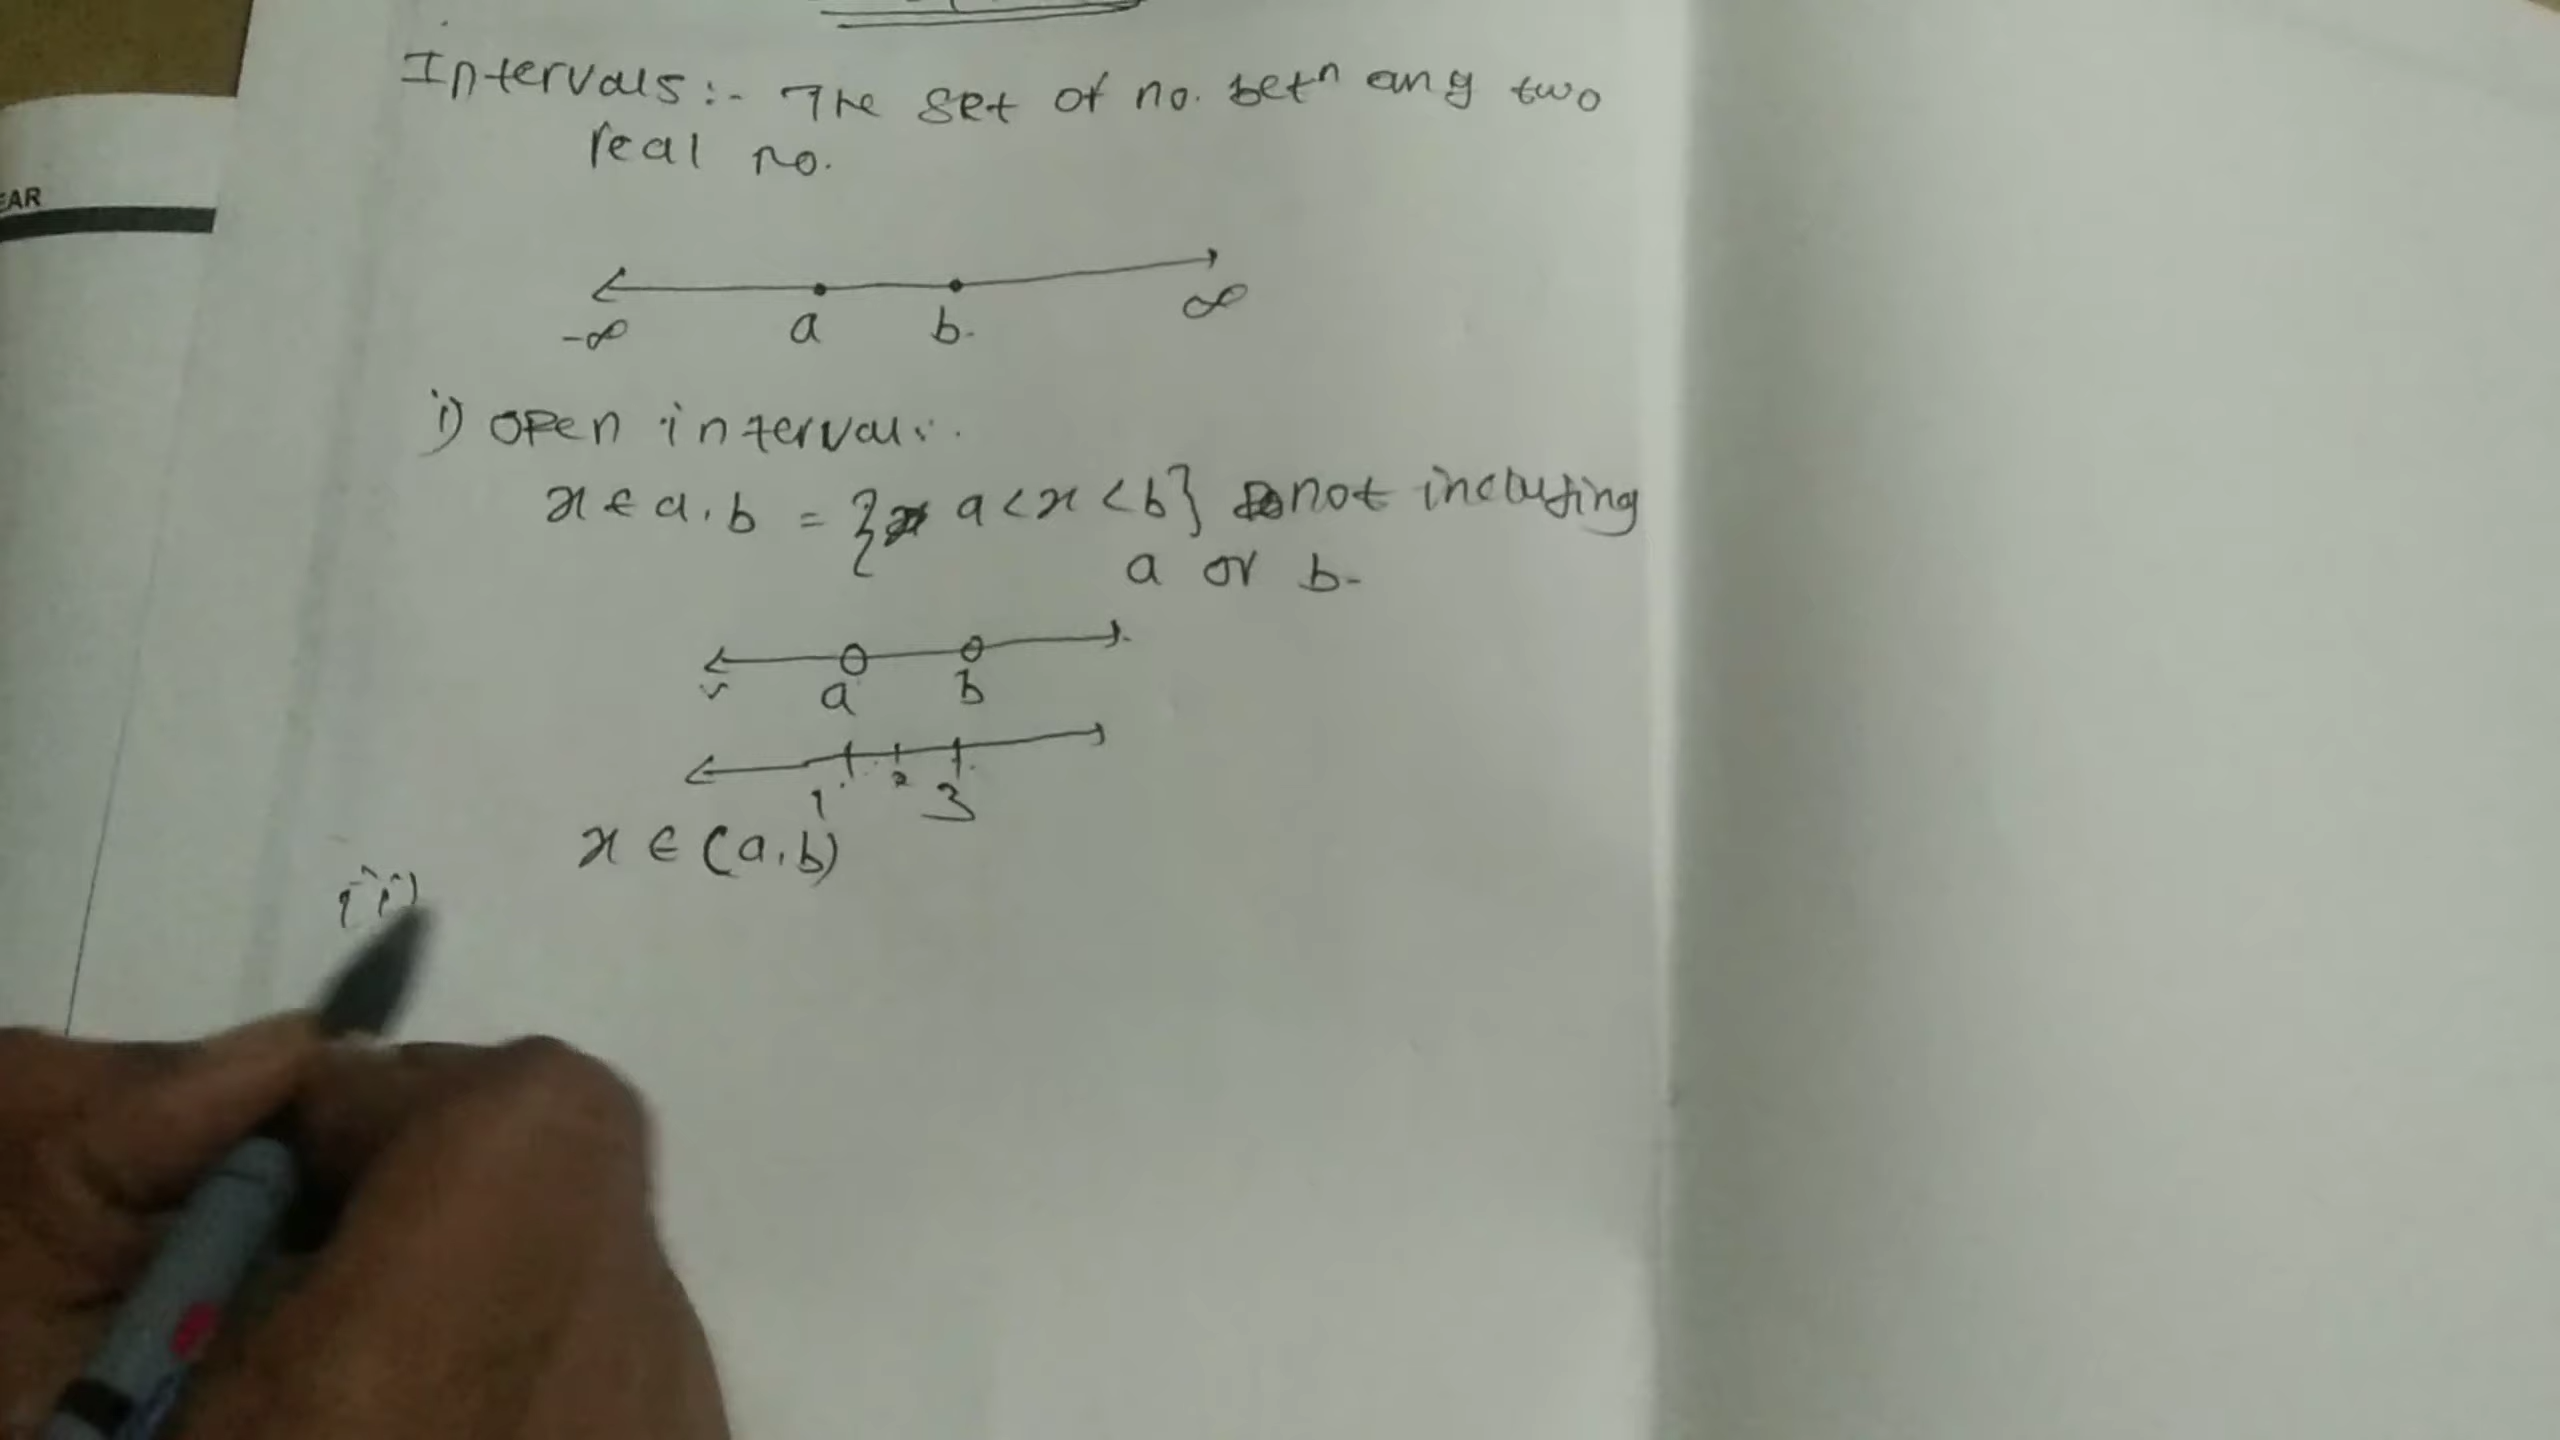 EAR
Intervals:- The set of no. betn any two
real no.
-∞ a b. ∞
i) open interval:.
x ∈ a, b = { a < x < b} not including
a or b.
a b
1 2 3
x ∈ (a, b)
ii)